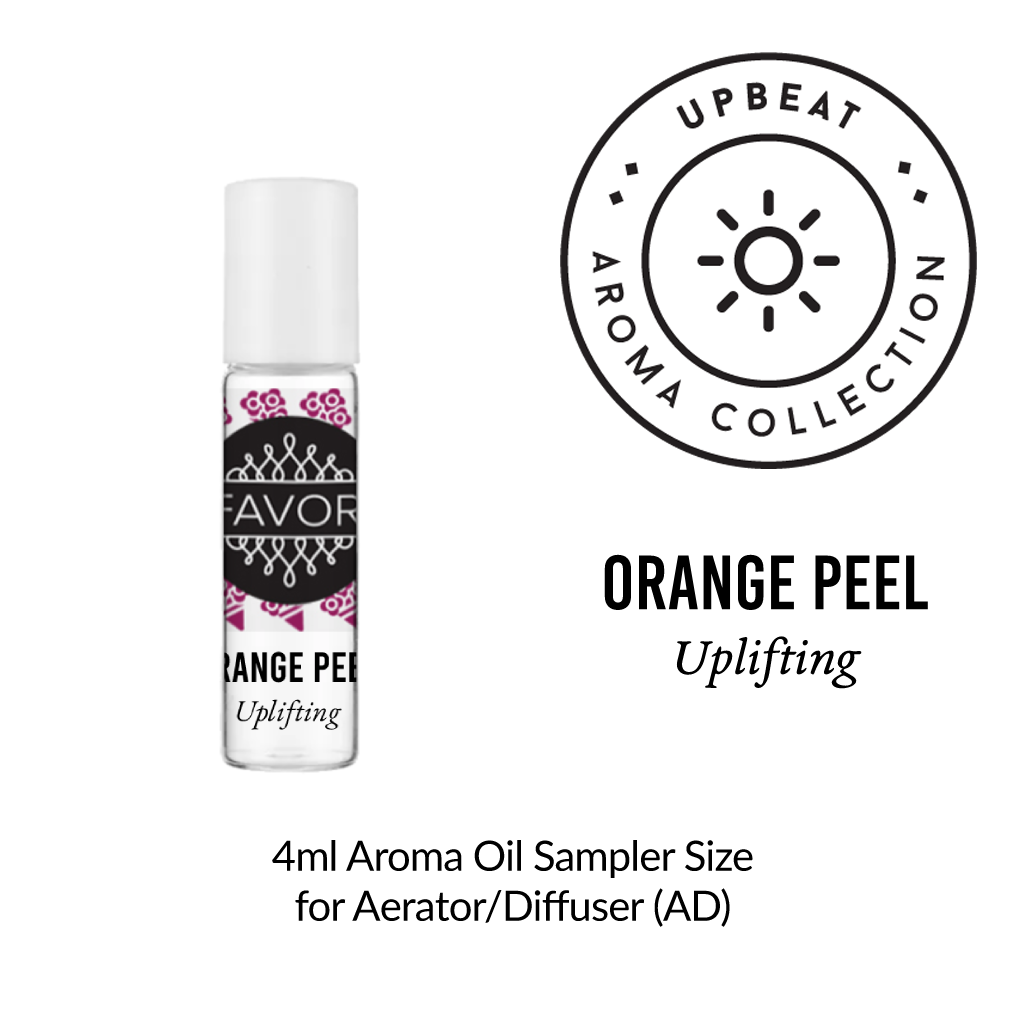 UPBEAT
AROMA COLLECTION
FAVOR
RANGE PEE
Uplifting
ORANGE PEEL
Uplifting
4ml Aroma Oil Sampler Size
for Aerator/Diffuser (AD)